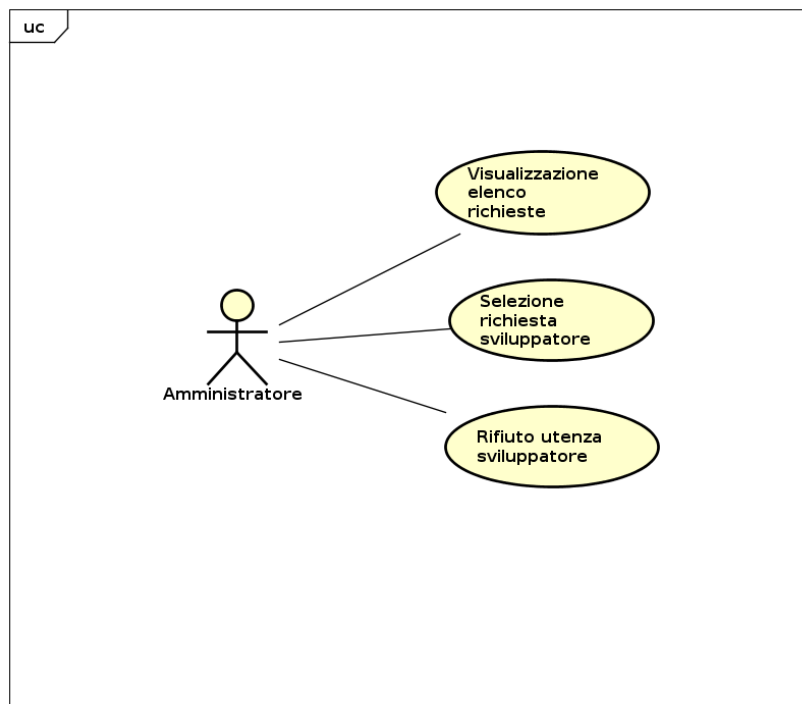 uc
Visualizzazione
elenco
richieste
Selezione
richiesta
sviluppatore
Amministratore
Rifiuto utenza
sviluppatore